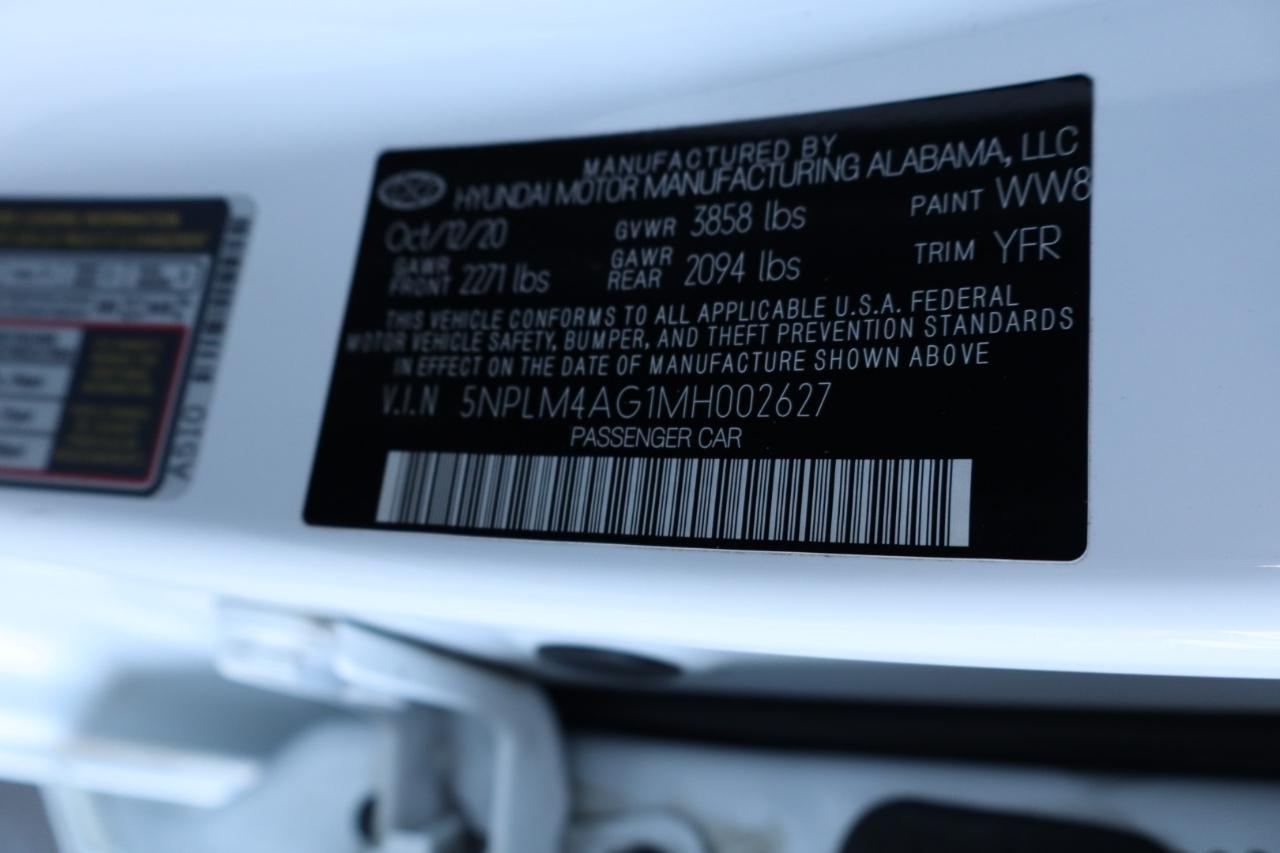 MANUFACTURED BY
HYUNDAI MOTOR MANUFACTURING ALABAMA, LLC
Oct/12/20 GVWR 3858 lbs PAINT WW8
GAWR FRONT 2271 lbs GAWR REAR 2094 lbs TRIM YFR
THIS VEHICLE CONFORMS TO ALL APPLICABLE U.S.A. FEDERAL
MOTOR VEHICLE SAFETY, BUMPER, AND THEFT PREVENTION STANDARDS
IN EFFECT ON THE DATE OF MANUFACTURE SHOWN ABOVE
V.I.N 5NPLM4AG1MH002627
PASSENGER CAR